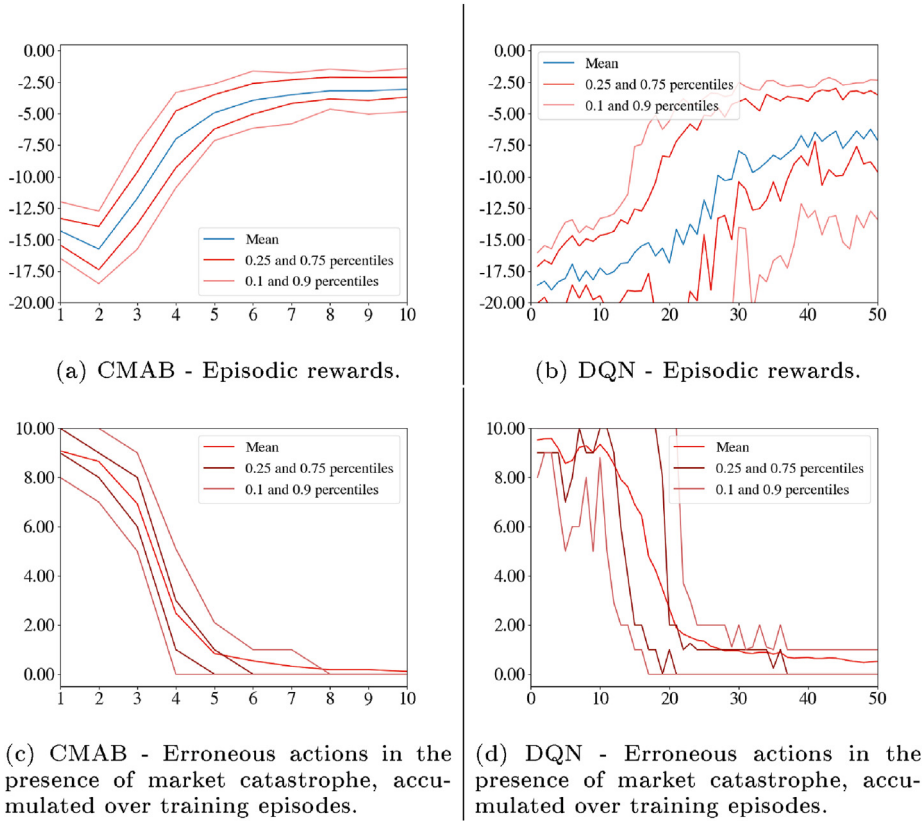 0.00
-2.50
-5.00
-7.50
-10.00
-12.50
-15.00
-17.50
-20.00
Mean
0.25 and 0.75 percentiles
0.1 and 0.9 percentiles
1 2 3 4 5 6 7 8 9 10
(a) CMAB - Episodic rewards.
0.00
-2.50
-5.00
-7.50
-10.00
-12.50
-15.00
-17.50
-20.00
Mean
0.25 and 0.75 percentiles
0.1 and 0.9 percentiles
0 10 20 30 40 50
(b) DQN - Episodic rewards.
10.00
8.00
6.00
4.00
2.00
0.00
Mean
0.25 and 0.75 percentiles
0.1 and 0.9 percentiles
1 2 3 4 5 6 7 8 9 10
(c) CMAB - Erroneous actions in the
presence of market catastrophe, accu-
mulated over training episodes.
10.00
8.00
6.00
4.00
2.00
0.00
Mean
0.25 and 0.75 percentiles
0.1 and 0.9 percentiles
0 10 20 30 40 50
(d) DQN - Erroneous actions in the
presence of market catastrophe, accu-
mulated over training episodes.